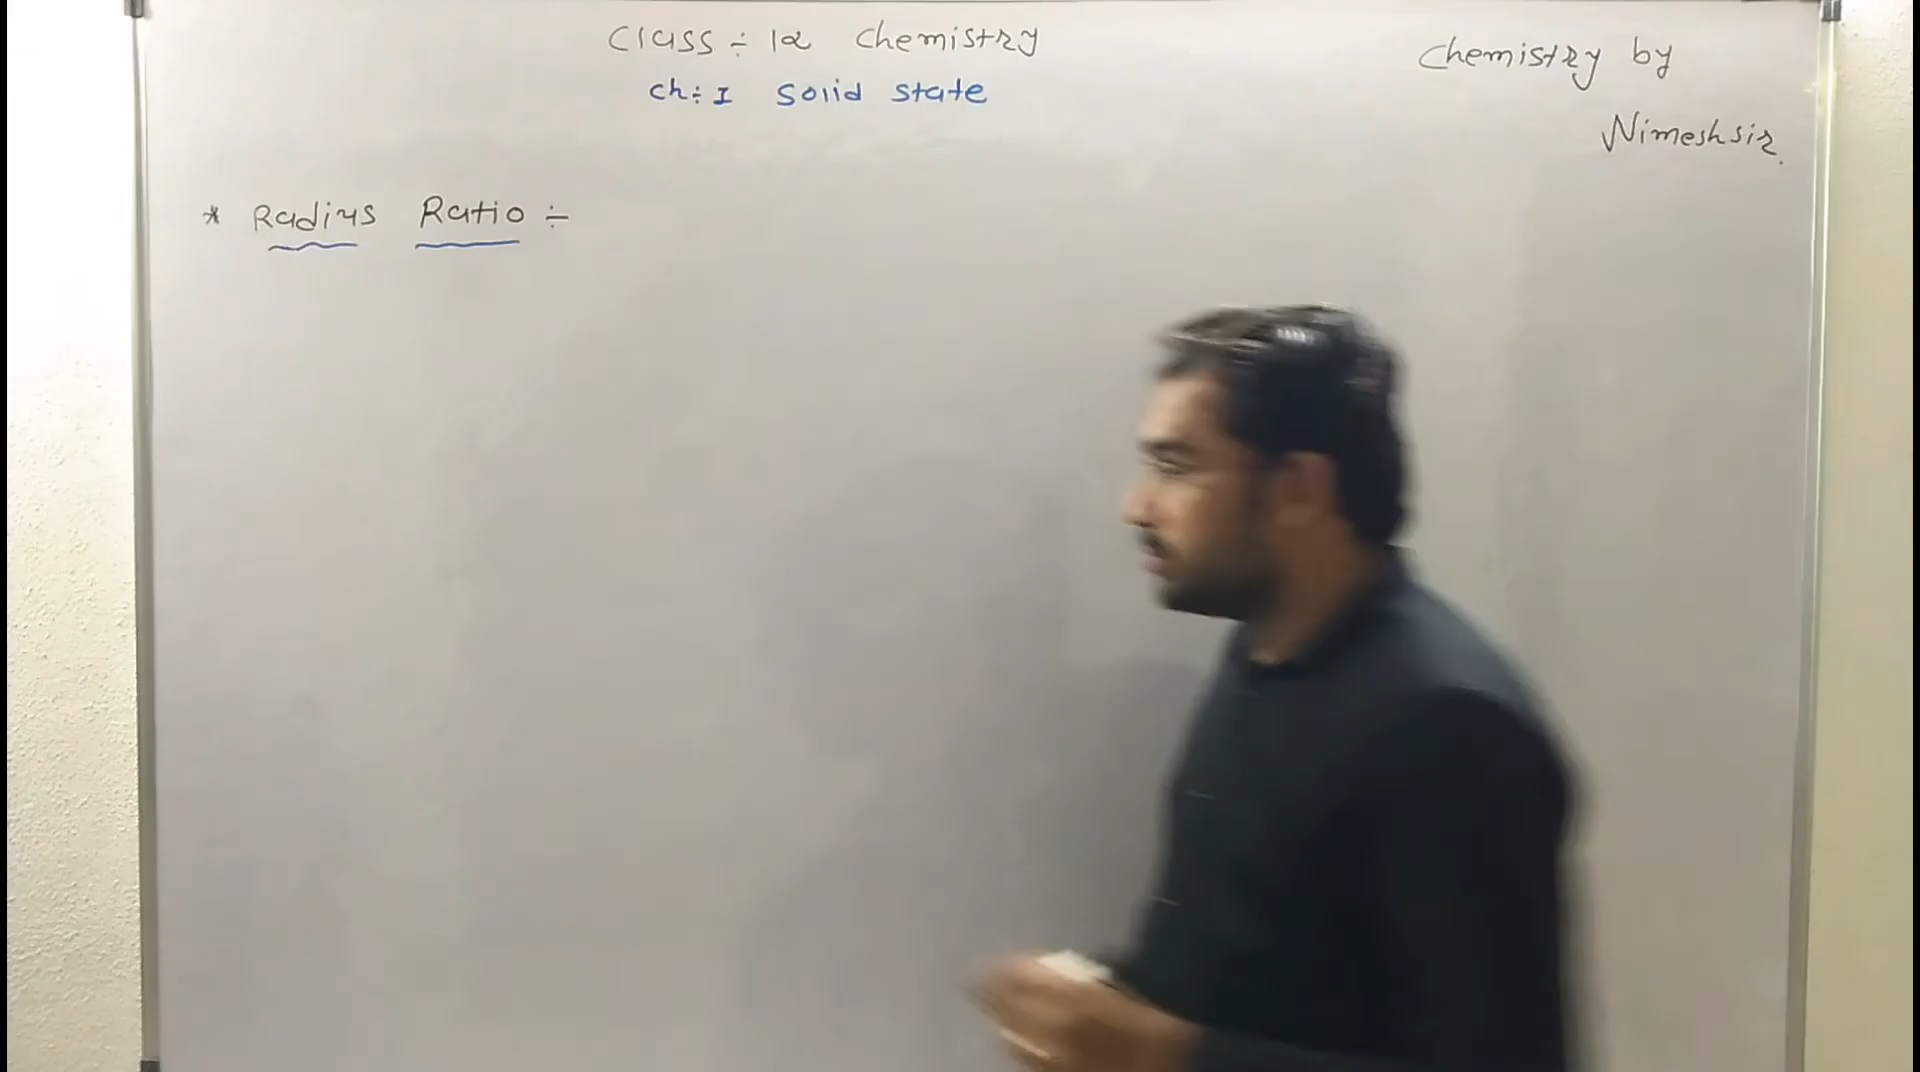 Class ÷ 12 Chemistry
Ch ÷ I Solid State
Chemistry by
Nimesh sir.
* Radius Ratio ÷